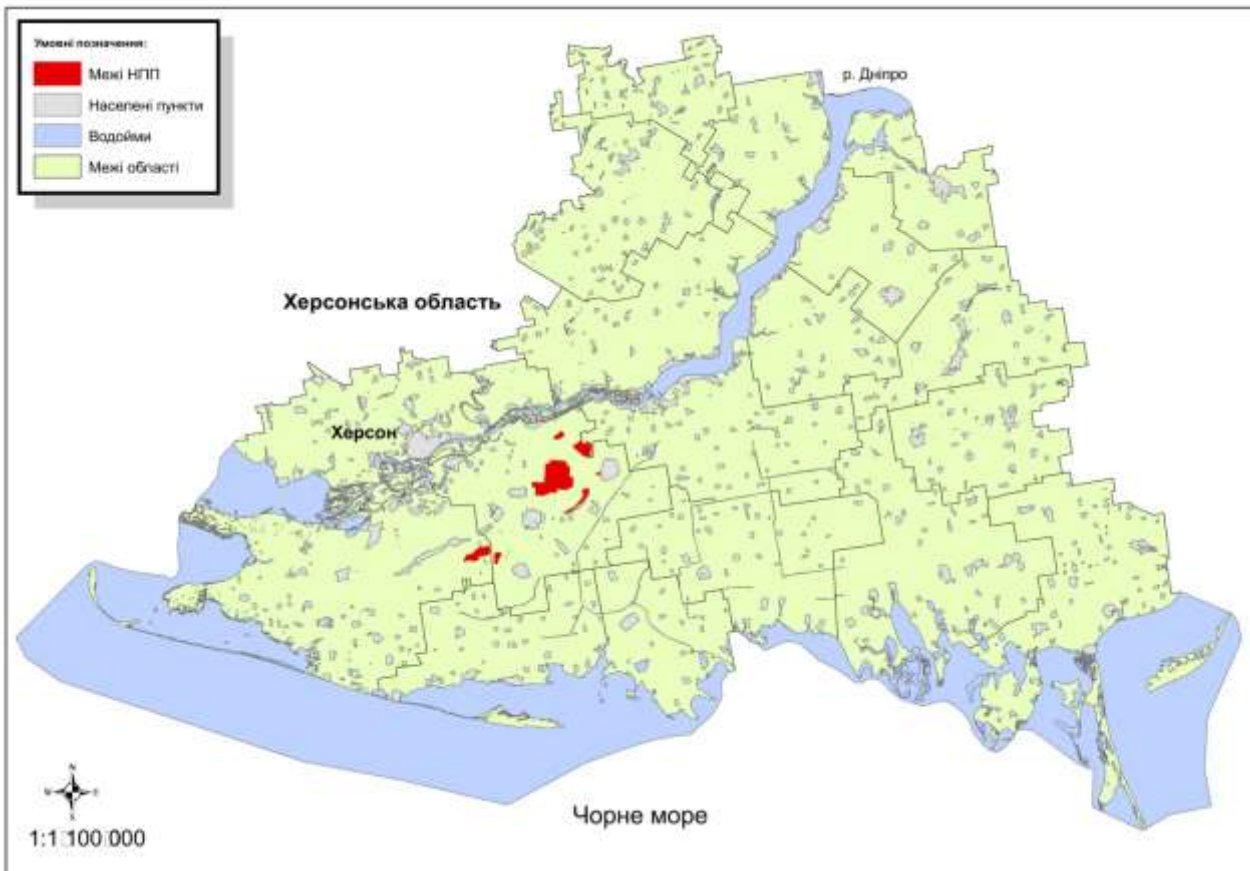 Умовні позначення:
Межі НПП
Населені пункти
Водойми
Межі області
р. Дніпро
Херсонська область
Херсон
N
W
E
S
1:1 100 000
Чорне море